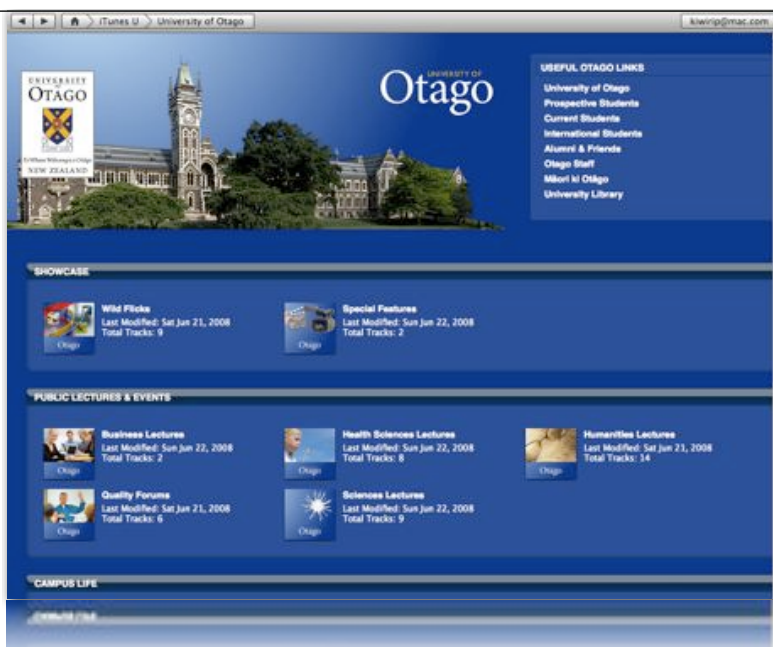 iTunes U
University of Otago
kiwirip@mac.com
UNIVERSITY
of
OTAGO
NEW ZEALAND
UNIVERSITY OF
Otago
USEFUL OTAGO LINKS
University of Otago
Prospective Students
Current Students
International Students
Alumni & Friends
Otago Staff
Māori ki Otāgo
University Library
SHOWCASE
Wild Flicks
Last Modified: Sat Jun 21, 2008
Total Tracks: 9
Otago
Special Features
Last Modified: Sun Jun 22, 2008
Total Tracks: 2
Otago
PUBLIC LECTURES & EVENTS
Business Lectures
Last Modified: Sun Jun 22, 2008
Total Tracks: 2
Otago
Health Sciences Lectures
Last Modified: Sun Jun 22, 2008
Total Tracks: 8
Otago
Humanities Lectures
Last Modified: Sat Jun 21, 2008
Total Tracks: 14
Otago
Quality Forums
Last Modified: Sat Jun 21, 2008
Total Tracks: 6
Otago
Sciences Lectures
Last Modified: Sun Jun 22, 2008
Total Tracks: 9
Otago
CAMPUS LIFE